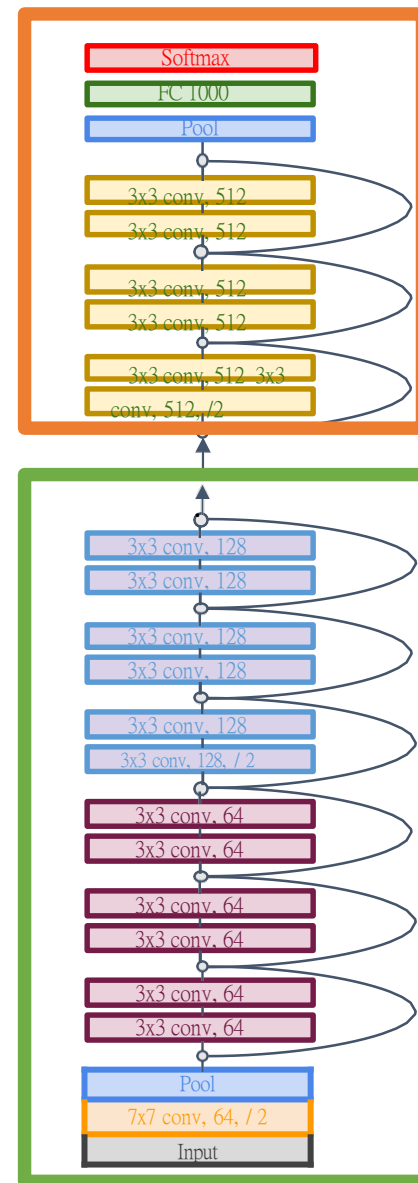 Softmax
FC 1000
Pool
3x3 conv, 512
3x3 conv, 512
3x3 conv, 512
3x3 conv, 512
3x3 conv, 512 3x3
conv, 512, /2
3x3 conv, 128
3x3 conv, 128
3x3 conv, 128
3x3 conv, 128
3x3 conv, 128
3x3 conv, 128, / 2
3x3 conv, 64
3x3 conv, 64
3x3 conv, 64
3x3 conv, 64
3x3 conv, 64
3x3 conv, 64
Pool
7x7 conv, 64, / 2
Input